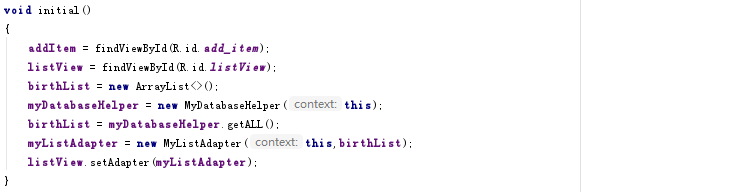 void initial()
{
addItem = findViewById(R.id.add_item);
listView = findViewById(R.id.listView);
birthList = new ArrayList<>();
myDatabaseHelper = new MyDatabaseHelper( context: this);
birthList = myDatabaseHelper.getALL();
myListAdapter = new MyListAdapter( context: this,birthList);
listView.setAdapter(myListAdapter);
}